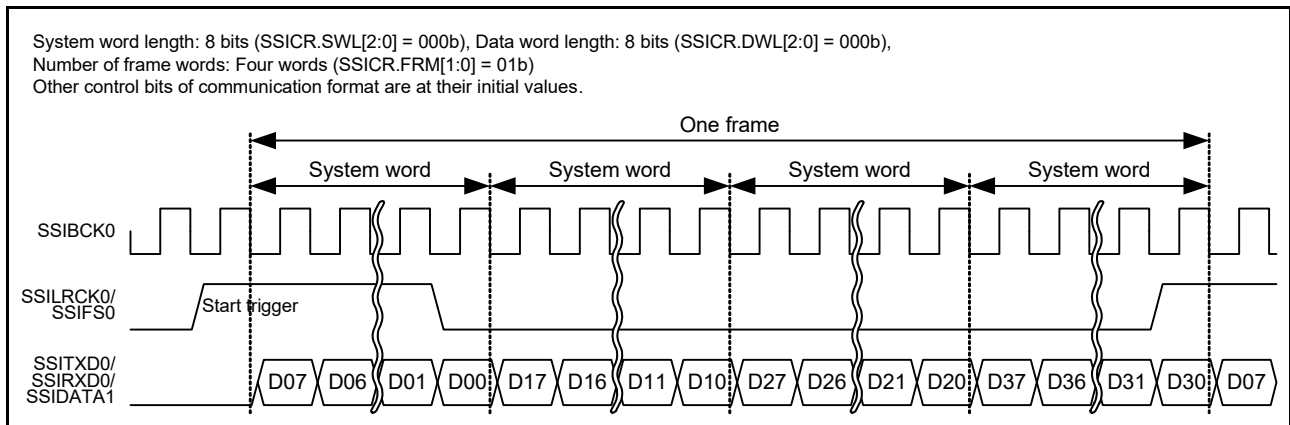 System word length: 8 bits (SSICR.SWL[2:0] = 000b), Data word length: 8 bits (SSICR.DWL[2:0] = 000b),
Number of frame words: Four words (SSICR.FRM[1:0] = 01b)
Other control bits of communication format are at their initial values.
One frame
System word System word System word System word
SSIBCK0
SSILRCK0/
SSIFS0
Start trigger
SSITXD0/
SSIRXD0/
SSIDATA1
D07 D06 D01 D00 D17 D16 D11 D10 D27 D26 D21 D20 D37 D36 D31 D30 D07